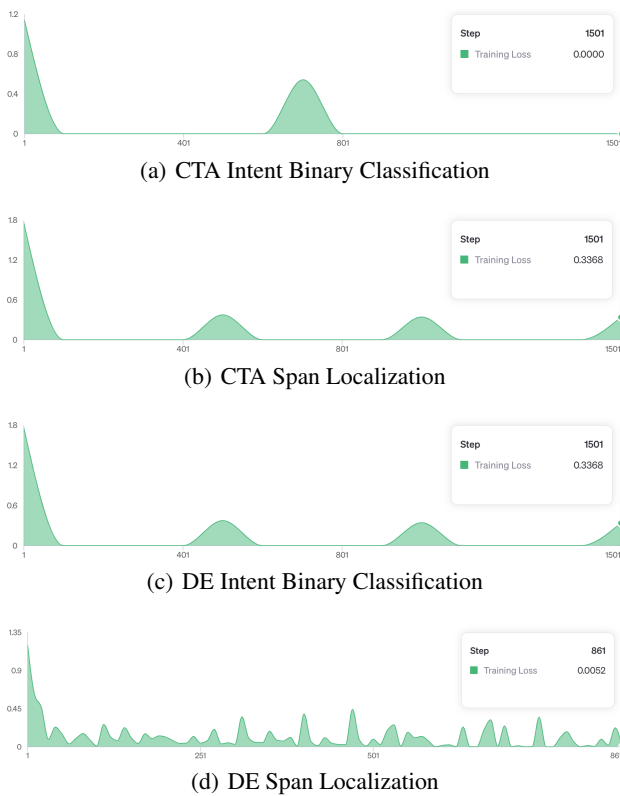 1.2
Step 1501
Training Loss 0.0000
0.8
0.4
0
1 401 801 1501
(a) CTA Intent Binary Classification
1.8
Step 1501
Training Loss 0.3368
1.2
0.6
0
1 401 801 1501
(b) CTA Span Localization
1.8
Step 1501
Training Loss 0.3368
1.2
0.6
0
1 401 801 1501
(c) DE Intent Binary Classification
1.35
Step 861
Training Loss 0.0052
0.9
0.45
0
1 251 501 861
(d) DE Span Localization